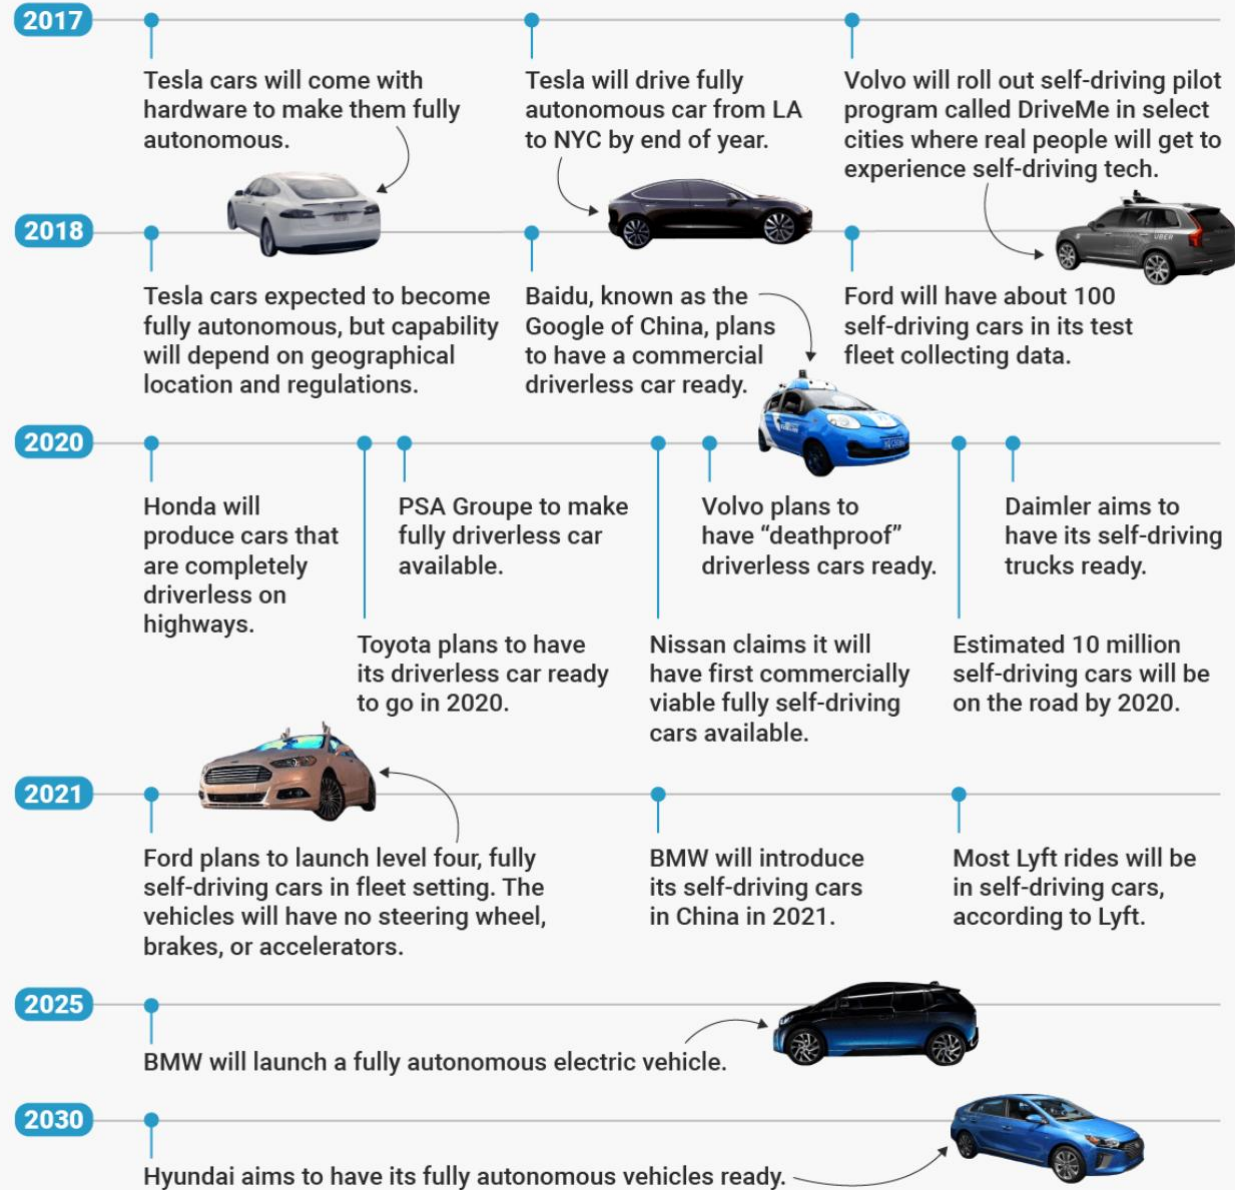 2017
Tesla cars will come with
hardware to make them fully
autonomous.
Tesla will drive fully
autonomous car from LA
to NYC by end of year.
Volvo will roll out self-driving pilot
program called DriveMe in select
cities where real people will get to
experience self-driving tech.
UBER
2018
Tesla cars expected to become
fully autonomous, but capability
will depend on geographical
location and regulations.
Baidu, known as the
Google of China, plans
to have a commercial
driverless car ready.
Ford will have about 100
self-driving cars in its test
fleet collecting data.
2020
Honda will
produce cars that
are completely
driverless on
highways.
Toyota plans to have
its driverless car ready
to go in 2020.
PSA Groupe to make
fully driverless car
available.
Nissan claims it will
have first commercially
viable fully self-driving
cars available.
Volvo plans to
have “deathproof”
driverless cars ready.
Estimated 10 million
self-driving cars will be
on the road by 2020.
Daimler aims to
have its self-driving
trucks ready.
2021
Ford plans to launch level four, fully
self-driving cars in fleet setting. The
vehicles will have no steering wheel,
brakes, or accelerators.
BMW will introduce
its self-driving cars
in China in 2021.
Most Lyft rides will be
in self-driving cars,
according to Lyft.
2025
BMW will launch a fully autonomous electric vehicle.
2030
Hyundai aims to have its fully autonomous vehicles ready.